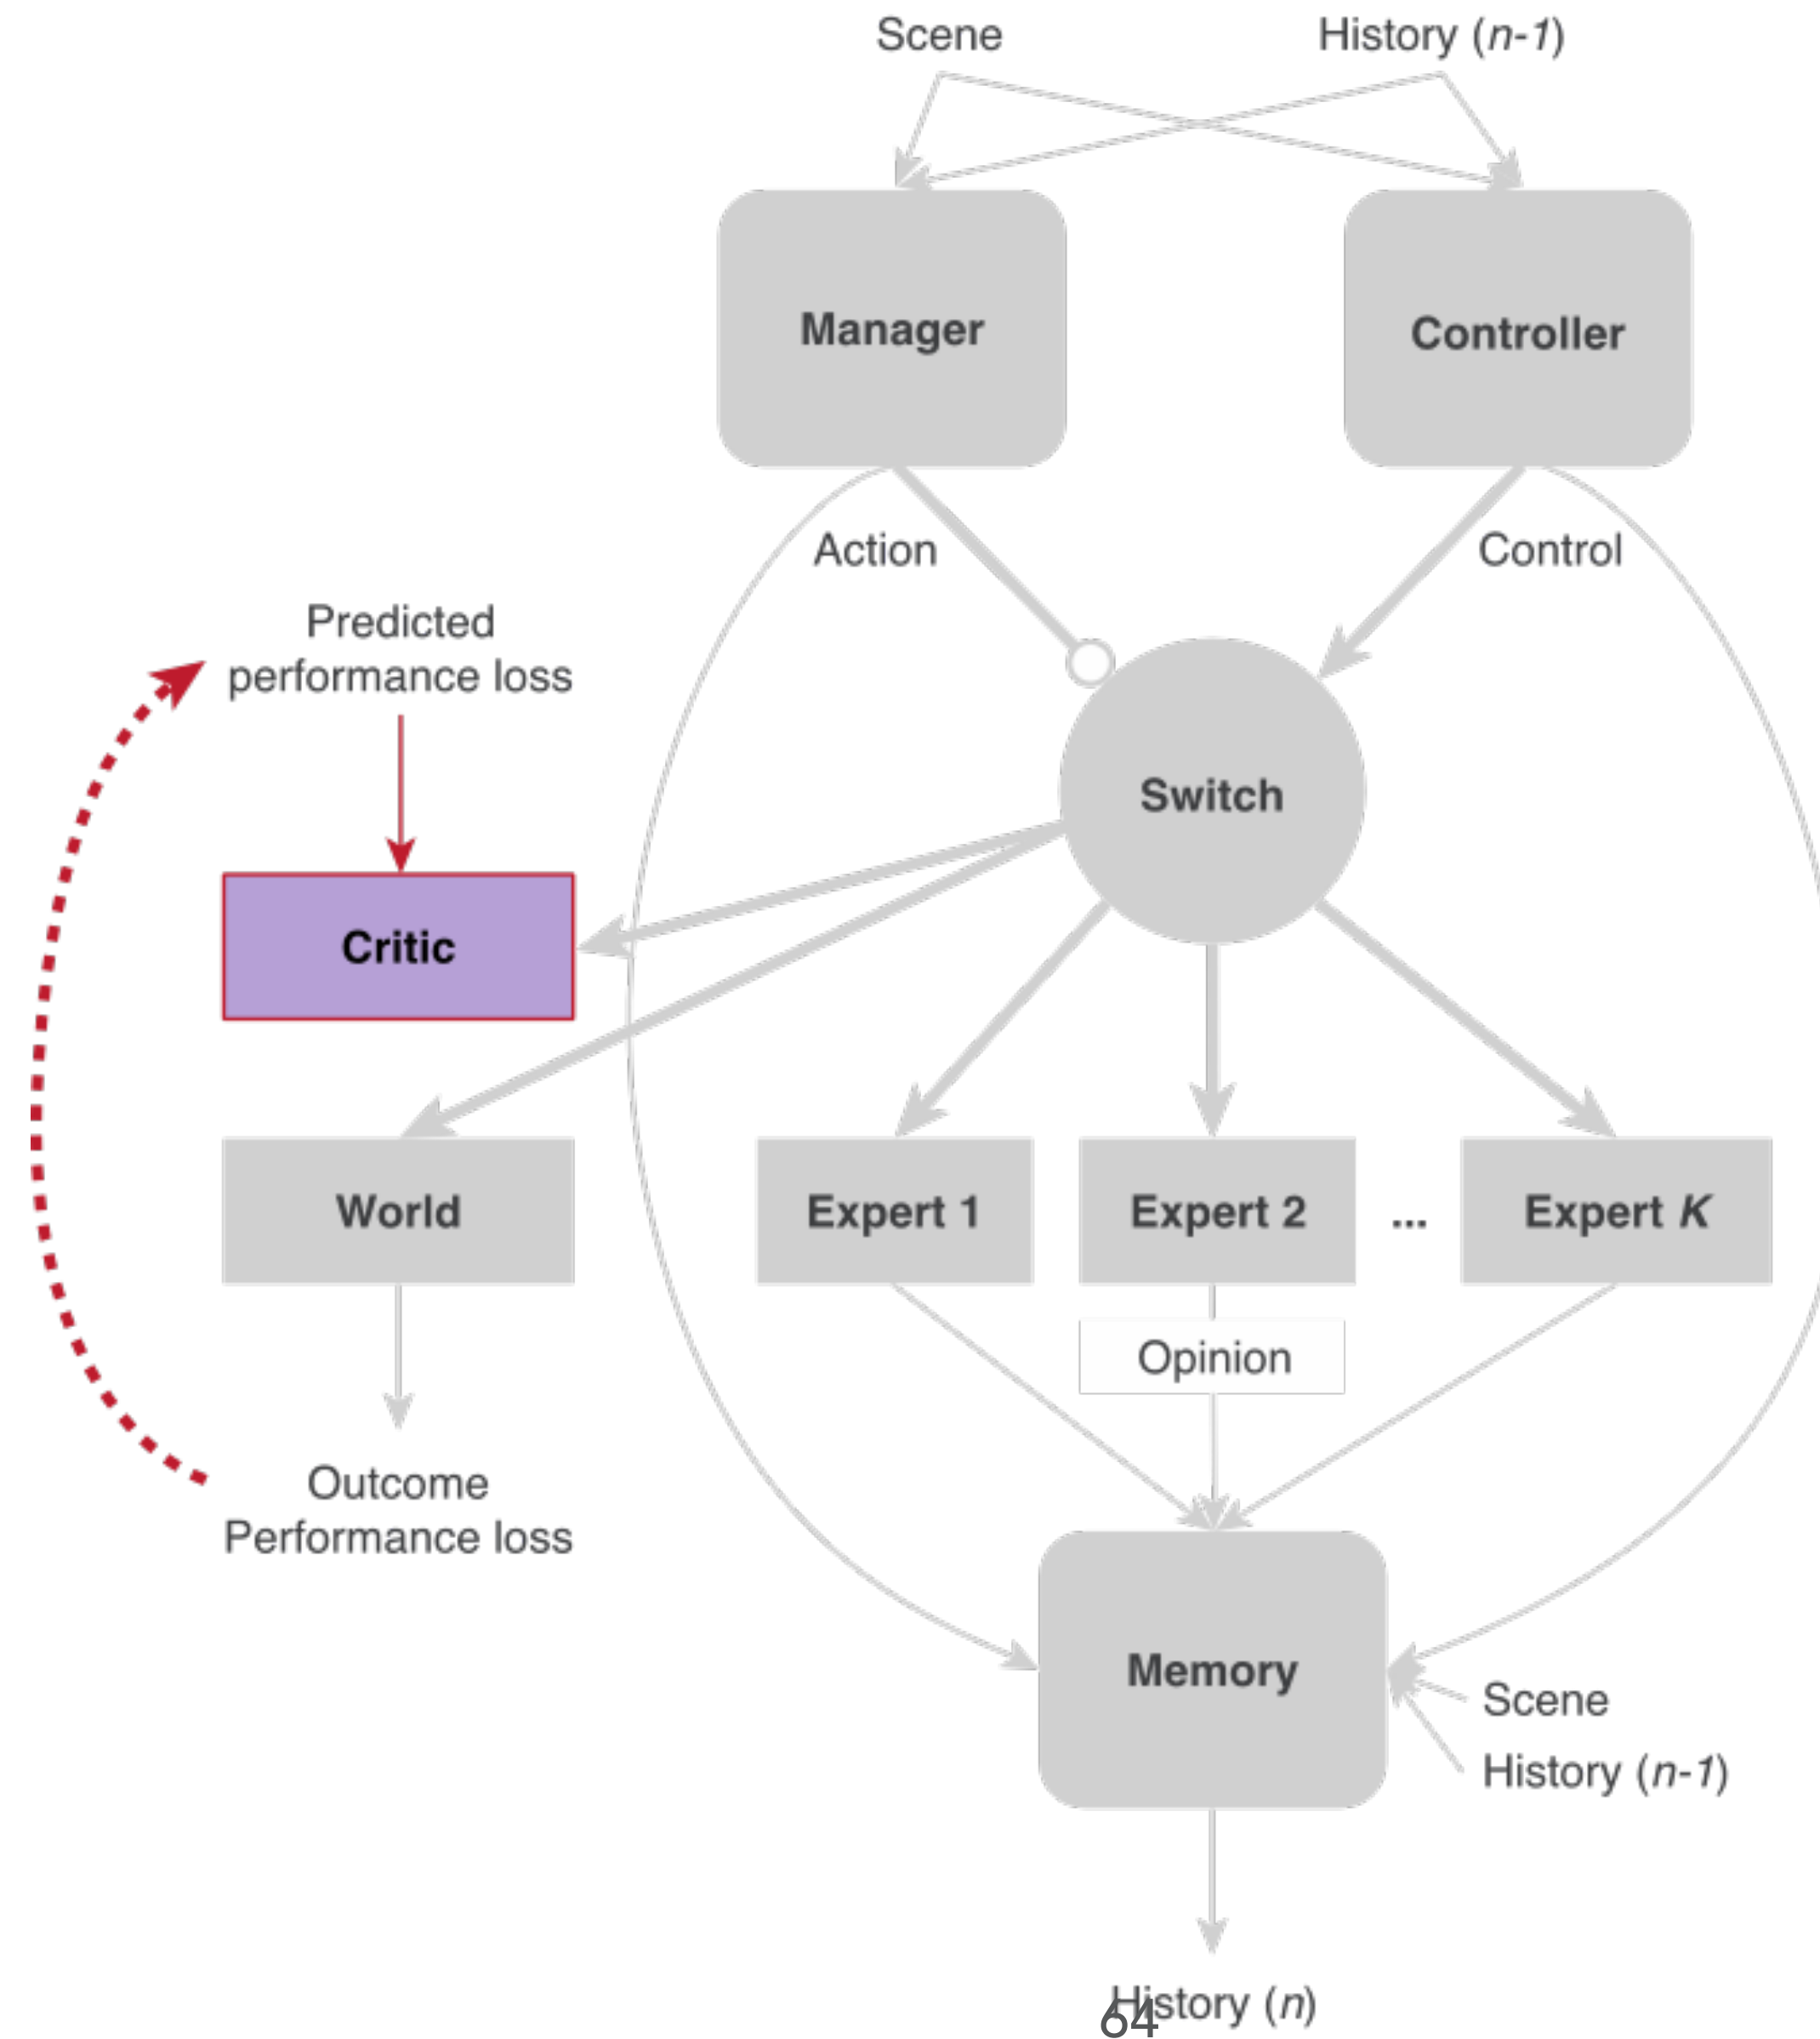 Scene
History (n-1)
Manager
Controller
Action
Control
Predicted
performance loss
Switch
Critic
World
Expert 1
Expert 2
...
Expert K
Opinion
Outcome
Performance loss
Memory
Scene
History (n-1)
History (n)
64